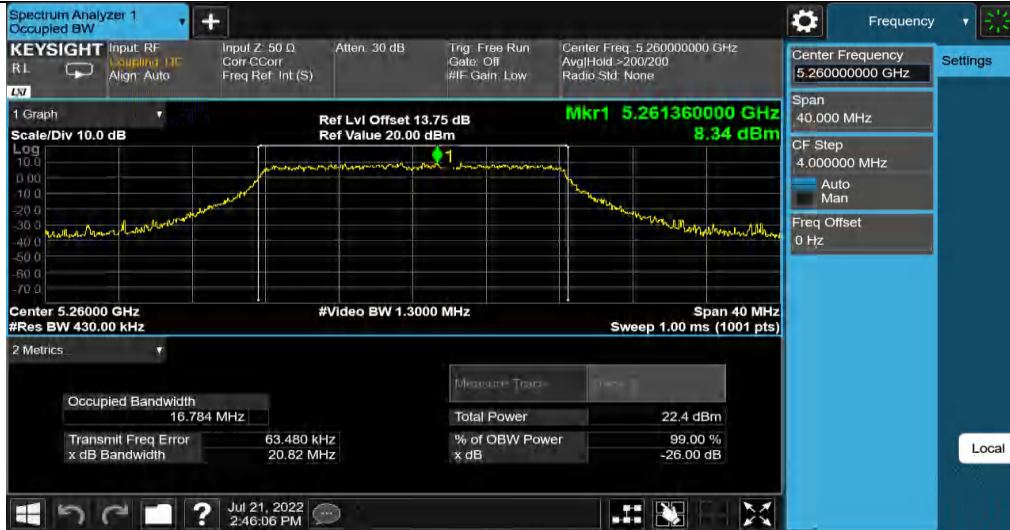 Spectrum Analyzer 1
Occupied BW
Frequency
KEYSIGHT Input: RF
RL Coupling: DC
Align: Auto
LXI
Input Z: 50 Ω
Corr CCorr
Freq Ref: Int (S)
Atten: 30 dB
Trig: Free Run
Gate: Off
#IF Gain: Low
Center Freq: 5.260000000 GHz
Avg|Hold >200/200
Radio Std: None
Center Frequency
5.260000000 GHz
Settings
Span
40.000 MHz
CF Step
4.000000 MHz
Auto
Man
Freq Offset
0 Hz
Local
1 Graph
Scale/Div 10.0 dB
Ref Lvl Offset 13.75 dB
Ref Value 20.00 dBm
Mkr1 5.261360000 GHz
8.34 dBm
Log
10.0
0.00
-10.0
-20.0
-30.0
-40.0
-50.0
-60.0
-70.0
1
Center 5.26000 GHz
#Res BW 430.00 kHz
#Video BW 1.3000 MHz
Span 40 MHz
Sweep 1.00 ms (1001 pts)
2 Metrics
Measure Trace
Occupied Bandwidth
16.784 MHz
Total Power 22.4 dBm
Transmit Freq Error 63.480 kHz
% of OBW Power 99.00 %
x dB Bandwidth 20.82 MHz
x dB -26.00 dB
?
Jul 21, 2022
2:46:06 PM